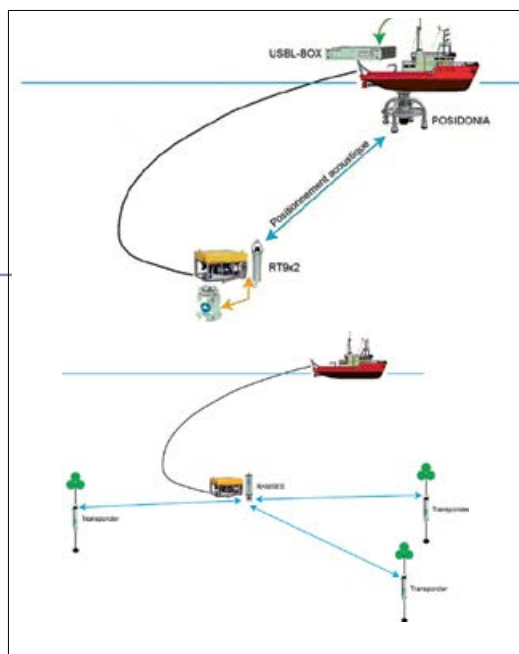 USBL-BOX
POSIDONIA
Positionnement acoustique
RT9x2
Transponder
Transponder
Transponder